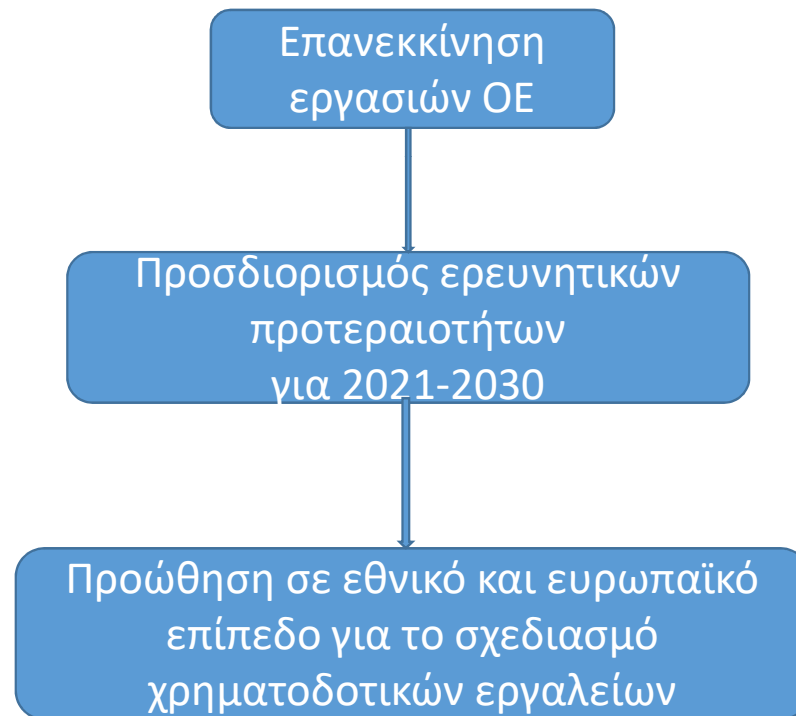 Επανεκκίνηση
εργασιών ΟΕ
Προσδιορισμός ερευνητικών
προτεραιοτήτων
για 2021-2030
Προώθηση σε εθνικό και ευρωπαϊκό
επίπεδο για το σχεδιασμό
χρηματοδοτικών εργαλείων